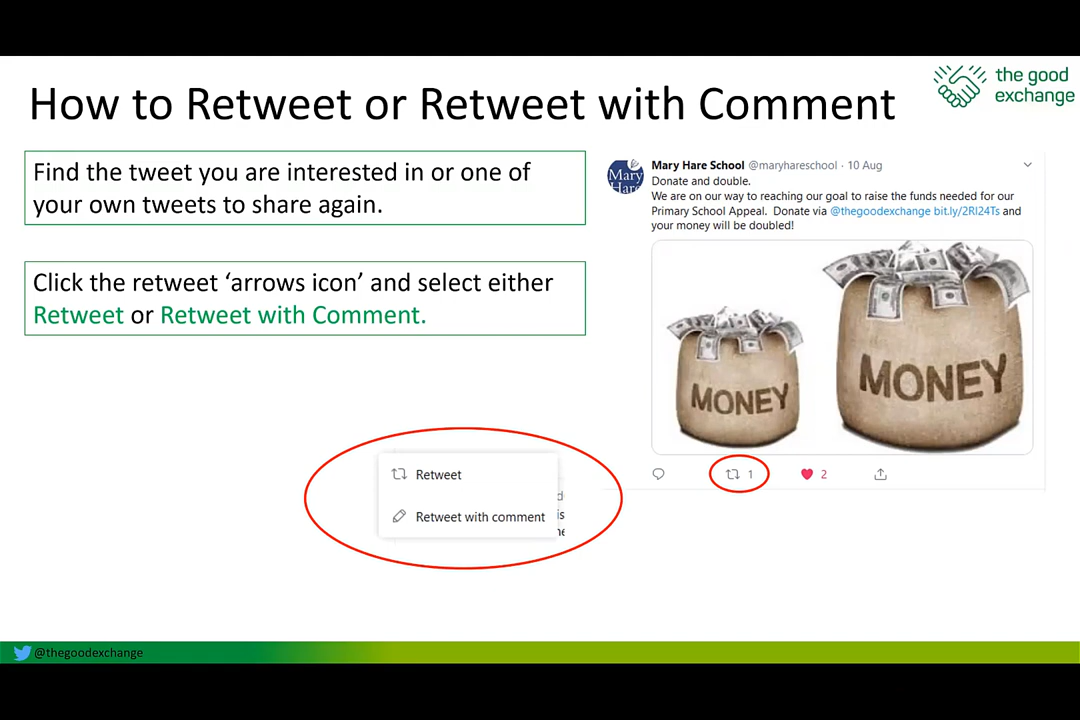 How to Retweet or Retweet with Comment
the good
exchange
Find the tweet you are interested in or one of
your own tweets to share again.
Click the retweet ‘arrows icon’ and select either
Retweet or Retweet with Comment.
Mary Hare School @maryhareschool · 10 Aug
Donate and double.
We are on our way to reaching our goal to raise the funds needed for our
Primary School Appeal. Donate via @thegoodexchange bit.ly/2Rl24Ts and
your money will be doubled!
Mary
Hare
MONEY
MONEY
1
2
Retweet
Retweet with comment
@thegoodexchange